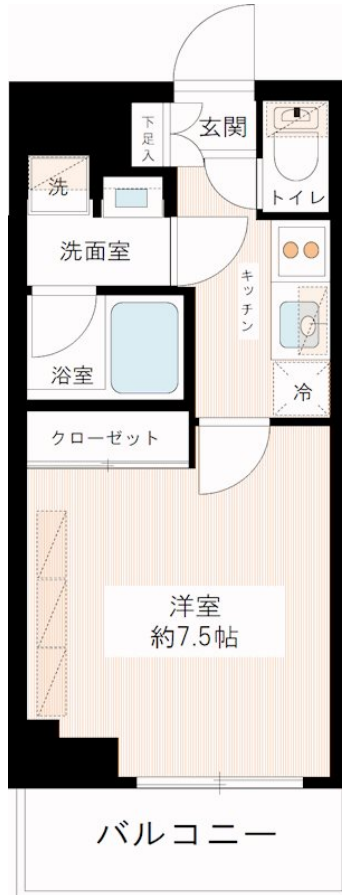 下足入
玄関
トイレ
洗
洗面室
キッチン
浴室
冷
クローゼット
洋室
約7.5帖
バルコニー